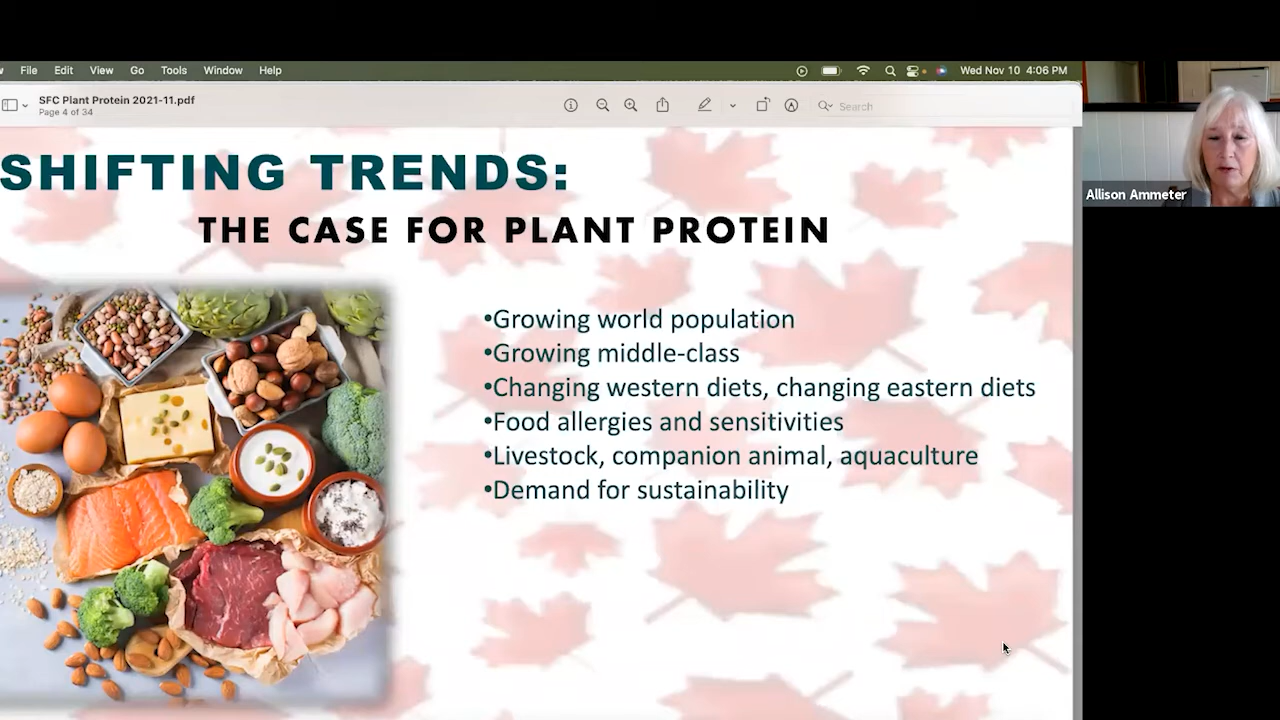 File Edit View Go Tools Window Help Wed Nov 10 4:06 PM
SFC Plant Protein 2021-11.pdf
Page 4 of 34
Search
SHIFTING TRENDS:
THE CASE FOR PLANT PROTEIN
Allison Ammeter
•Growing world population
•Growing middle-class
•Changing western diets, changing eastern diets
•Food allergies and sensitivities
•Livestock, companion animal, aquaculture
•Demand for sustainability